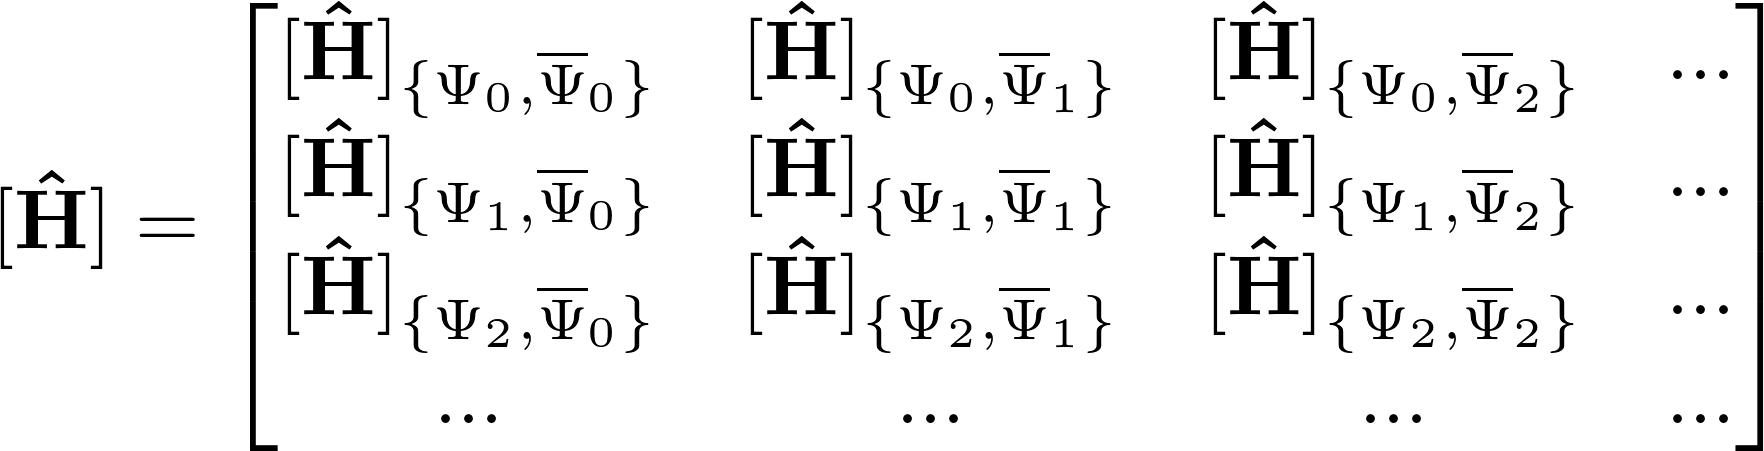 [Ĥ]_{Ψ₀,Ψ̅₀} [Ĥ]_{Ψ₀,Ψ̅₁} [Ĥ]_{Ψ₀,Ψ̅₂} ...
[Ĥ]_{Ψ₁,Ψ̅₀} [Ĥ]_{Ψ₁,Ψ̅₁} [Ĥ]_{Ψ₁,Ψ̅₂} ...
[Ĥ] =
[Ĥ]_{Ψ₂,Ψ̅₀} [Ĥ]_{Ψ₂,Ψ̅₁} [Ĥ]_{Ψ₂,Ψ̅₂} ...
... ... ... ...